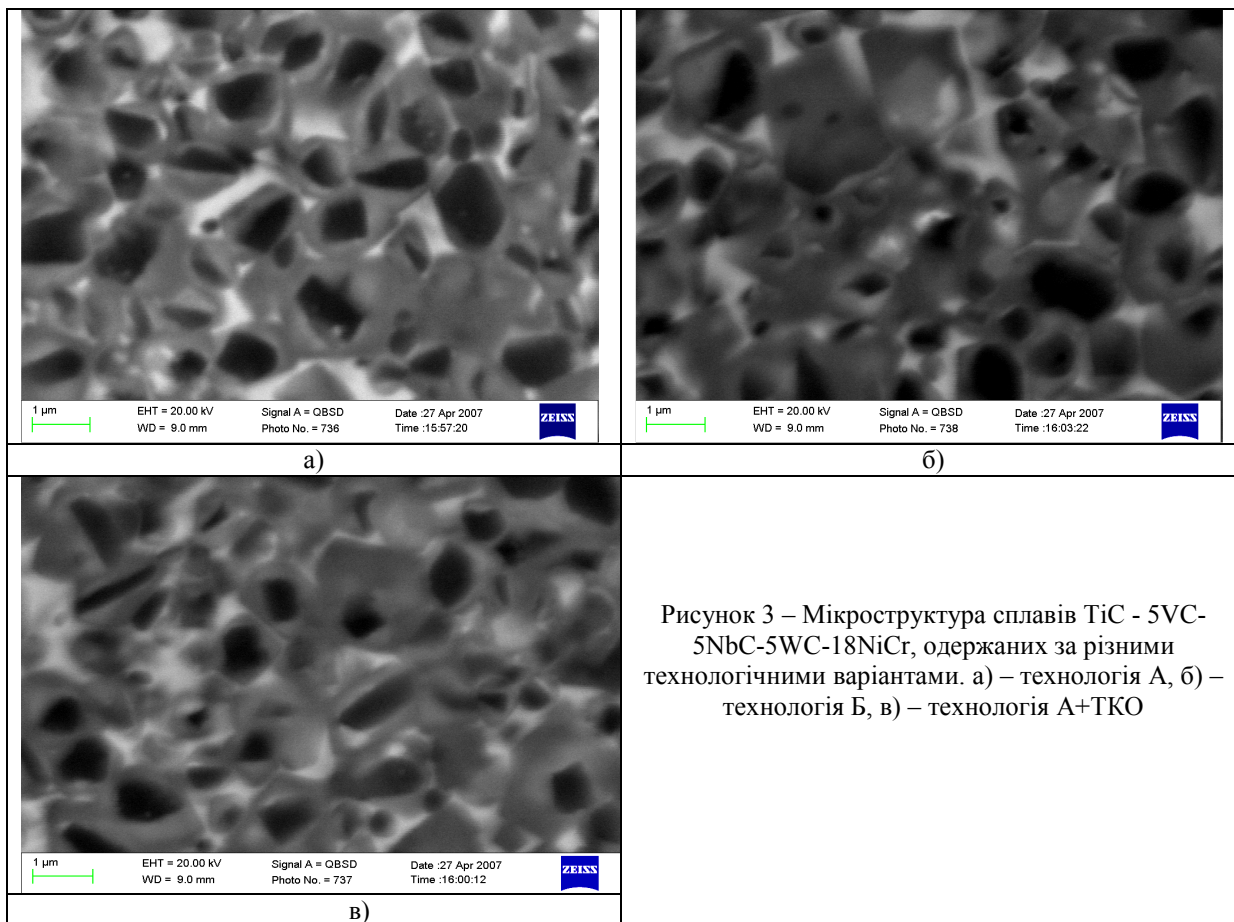 1 µm
EHT = 20.00 kV
Signal A = QBSD
Date :27 Apr 2007
WD = 9.0 mm
Photo No. = 736
Time :15:57:20
ZEISS
1 µm
EHT = 20.00 kV
Signal A = QBSD
Date :27 Apr 2007
WD = 9.0 mm
Photo No. = 738
Time :16:03:22
ZEISS
а)
б)
1 µm
EHT = 20.00 kV
Signal A = QBSD
Date :27 Apr 2007
WD = 9.0 mm
Photo No. = 737
Time :16:00:12
ZEISS
в)
Рисунок 3 – Мікроструктура сплавів TiC - 5VC-
5NbC-5WC-18NiCr, одержаних за різними
технологічними варіантами. а) – технологія А, б) –
технологія Б, в) – технологія А+ТКО